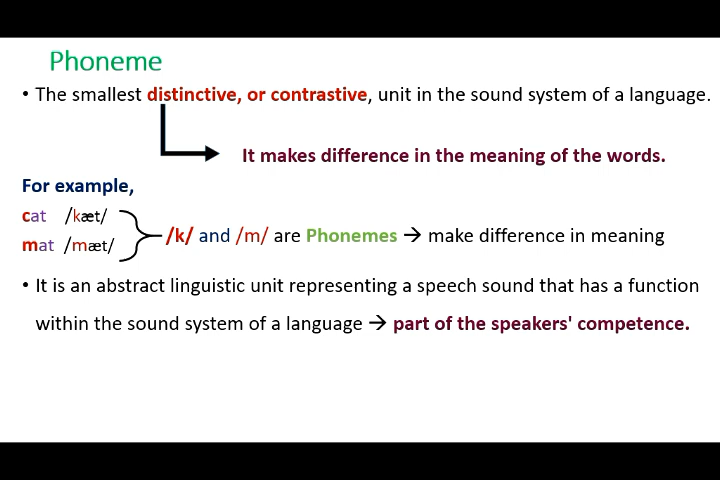 Phoneme
• The smallest distinctive, or contrastive, unit in the sound system of a language.
It makes difference in the meaning of the words.
For example,
cat /kæt/
mat /mæt/
/k/ and /m/ are Phonemes → make difference in meaning
• It is an abstract linguistic unit representing a speech sound that has a function
within the sound system of a language → part of the speakers' competence.